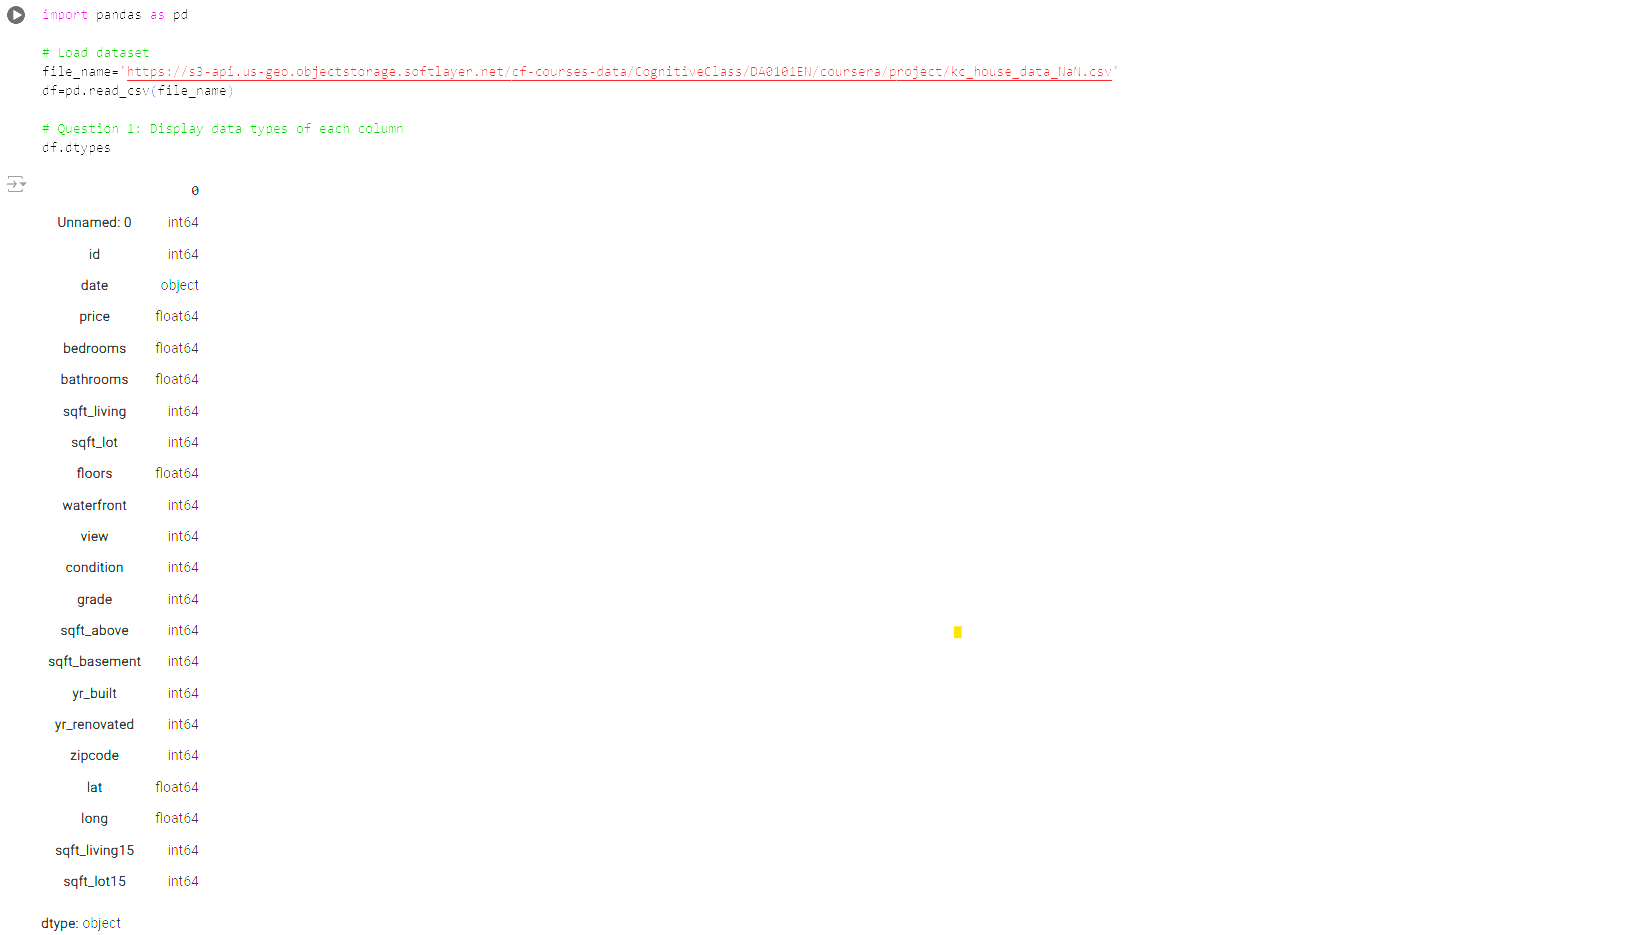 import pandas as pd
# Load dataset
file_name='https://s3-api.us-geo.objectstorage.softlayer.net/cf-courses-data/CognitiveClass/DA0101EN/coursera/project/kc_house_data_NaN.csv'
df=pd.read_csv(file_name)
# Question 1: Display data types of each column
df.dtypes
0
Unnamed: 0 int64
id int64
date object
price float64
bedrooms float64
bathrooms float64
sqft_living int64
sqft_lot int64
floors float64
waterfront int64
view int64
condition int64
grade int64
sqft_above int64
sqft_basement int64
yr_built int64
yr_renovated int64
zipcode int64
lat float64
long float64
sqft_living15 int64
sqft_lot15 int64
dtype: object